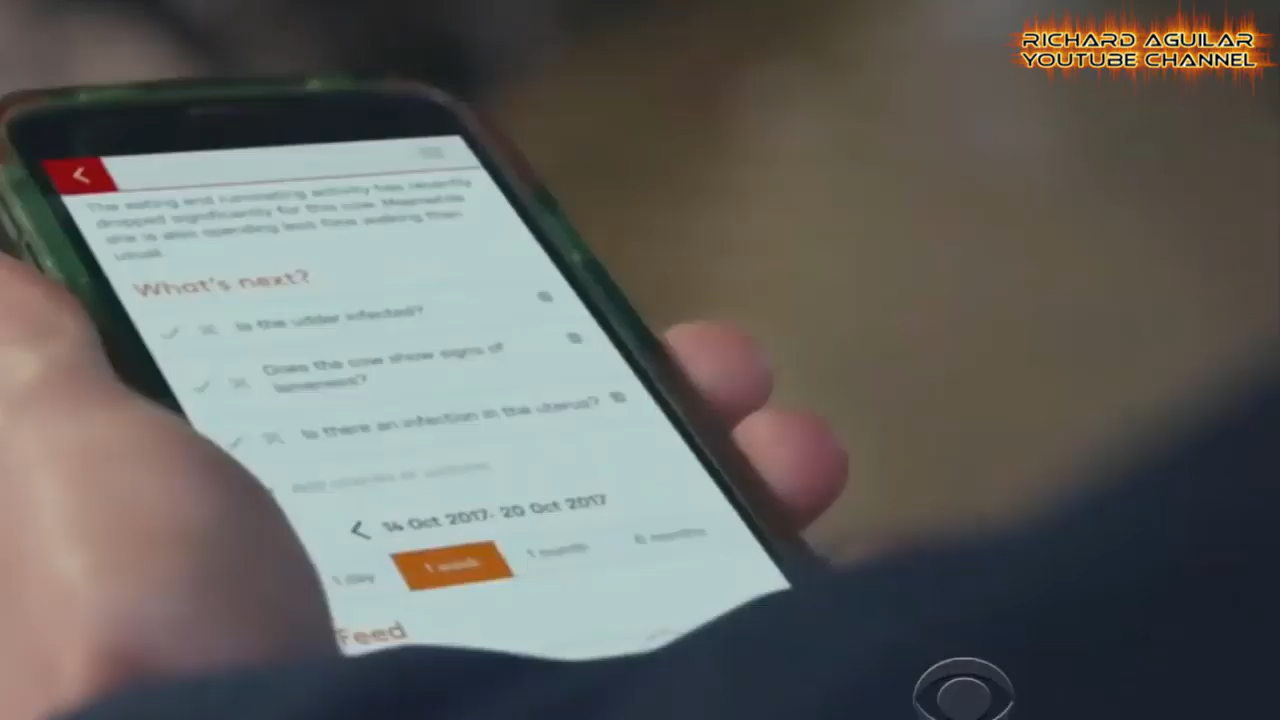 RICHARD AGUILAR
YOUTUBE CHANNEL
The eating and ruminating activity has recently
dropped significantly for this cow. Meanwhile
she is also spending less time walking than
usual.
What's next?
Is the udder infected?
Does the cow show signs of
lameness?
Is there an infection in the uterus?
14 Oct 2017- 20 Oct 2017
1 day
1 week
1 month
6 months
Feed